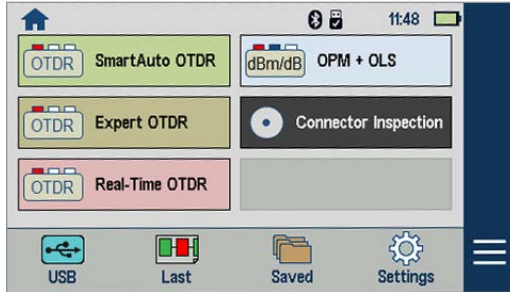 11:48
OTDR SmartAuto OTDR
dBm/dB OPM + OLS
OTDR Expert OTDR
Connector Inspection
OTDR Real-Time OTDR
USB Last Saved Settings